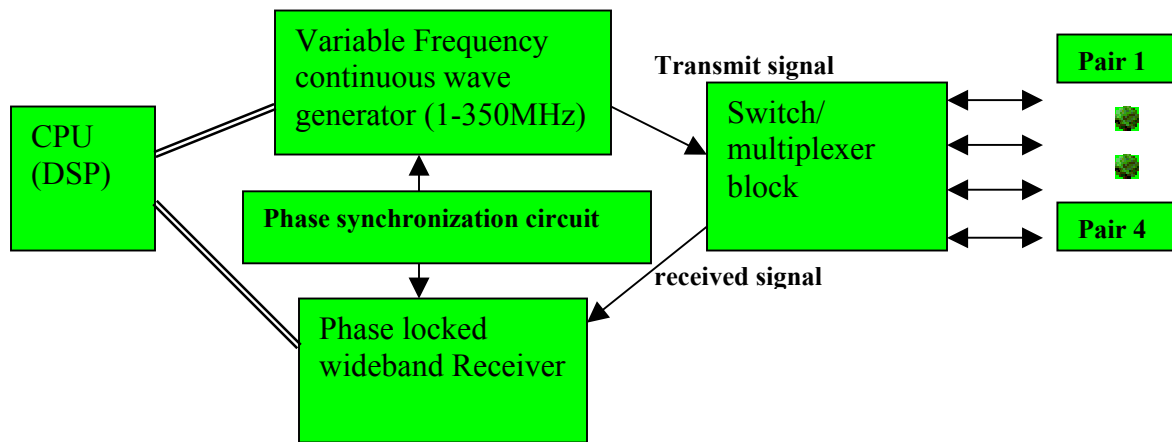 Variable Frequency
continuous wave
generator (1-350MHz)
Transmit signal
Pair 1
CPU
(DSP)
Switch/
multiplexer
block
Phase synchronization circuit
Pair 4
received signal
Phase locked
wideband Receiver